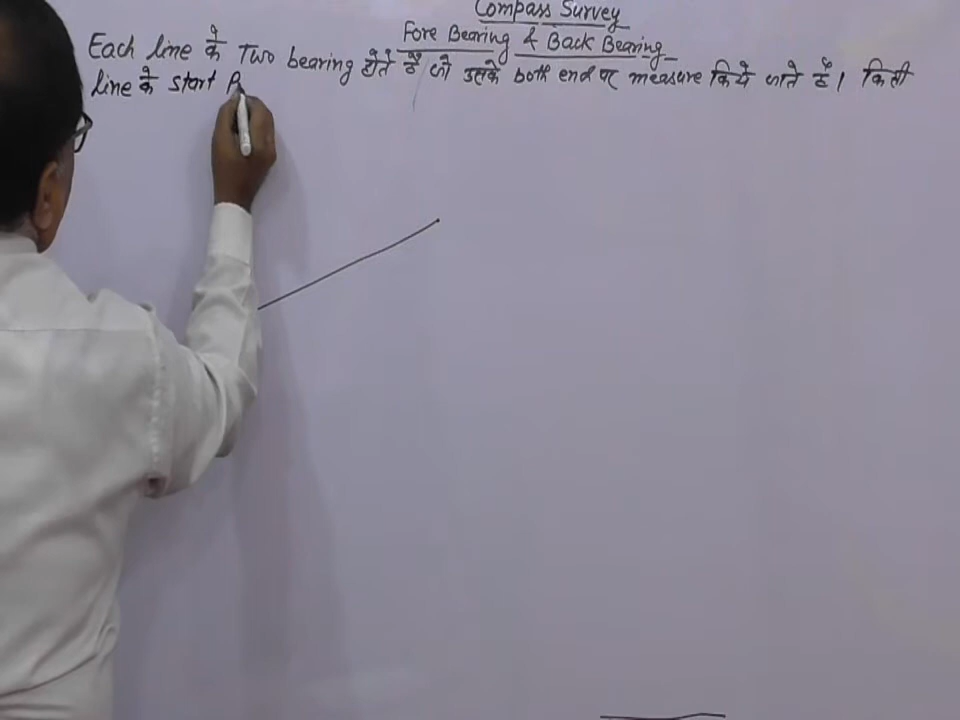 Compass Survey
Fore Bearing & Back Bearing
Each line के Two bearing होते हैं जो उसके both end पर measure किये जाते हैं। किसी
line के start P